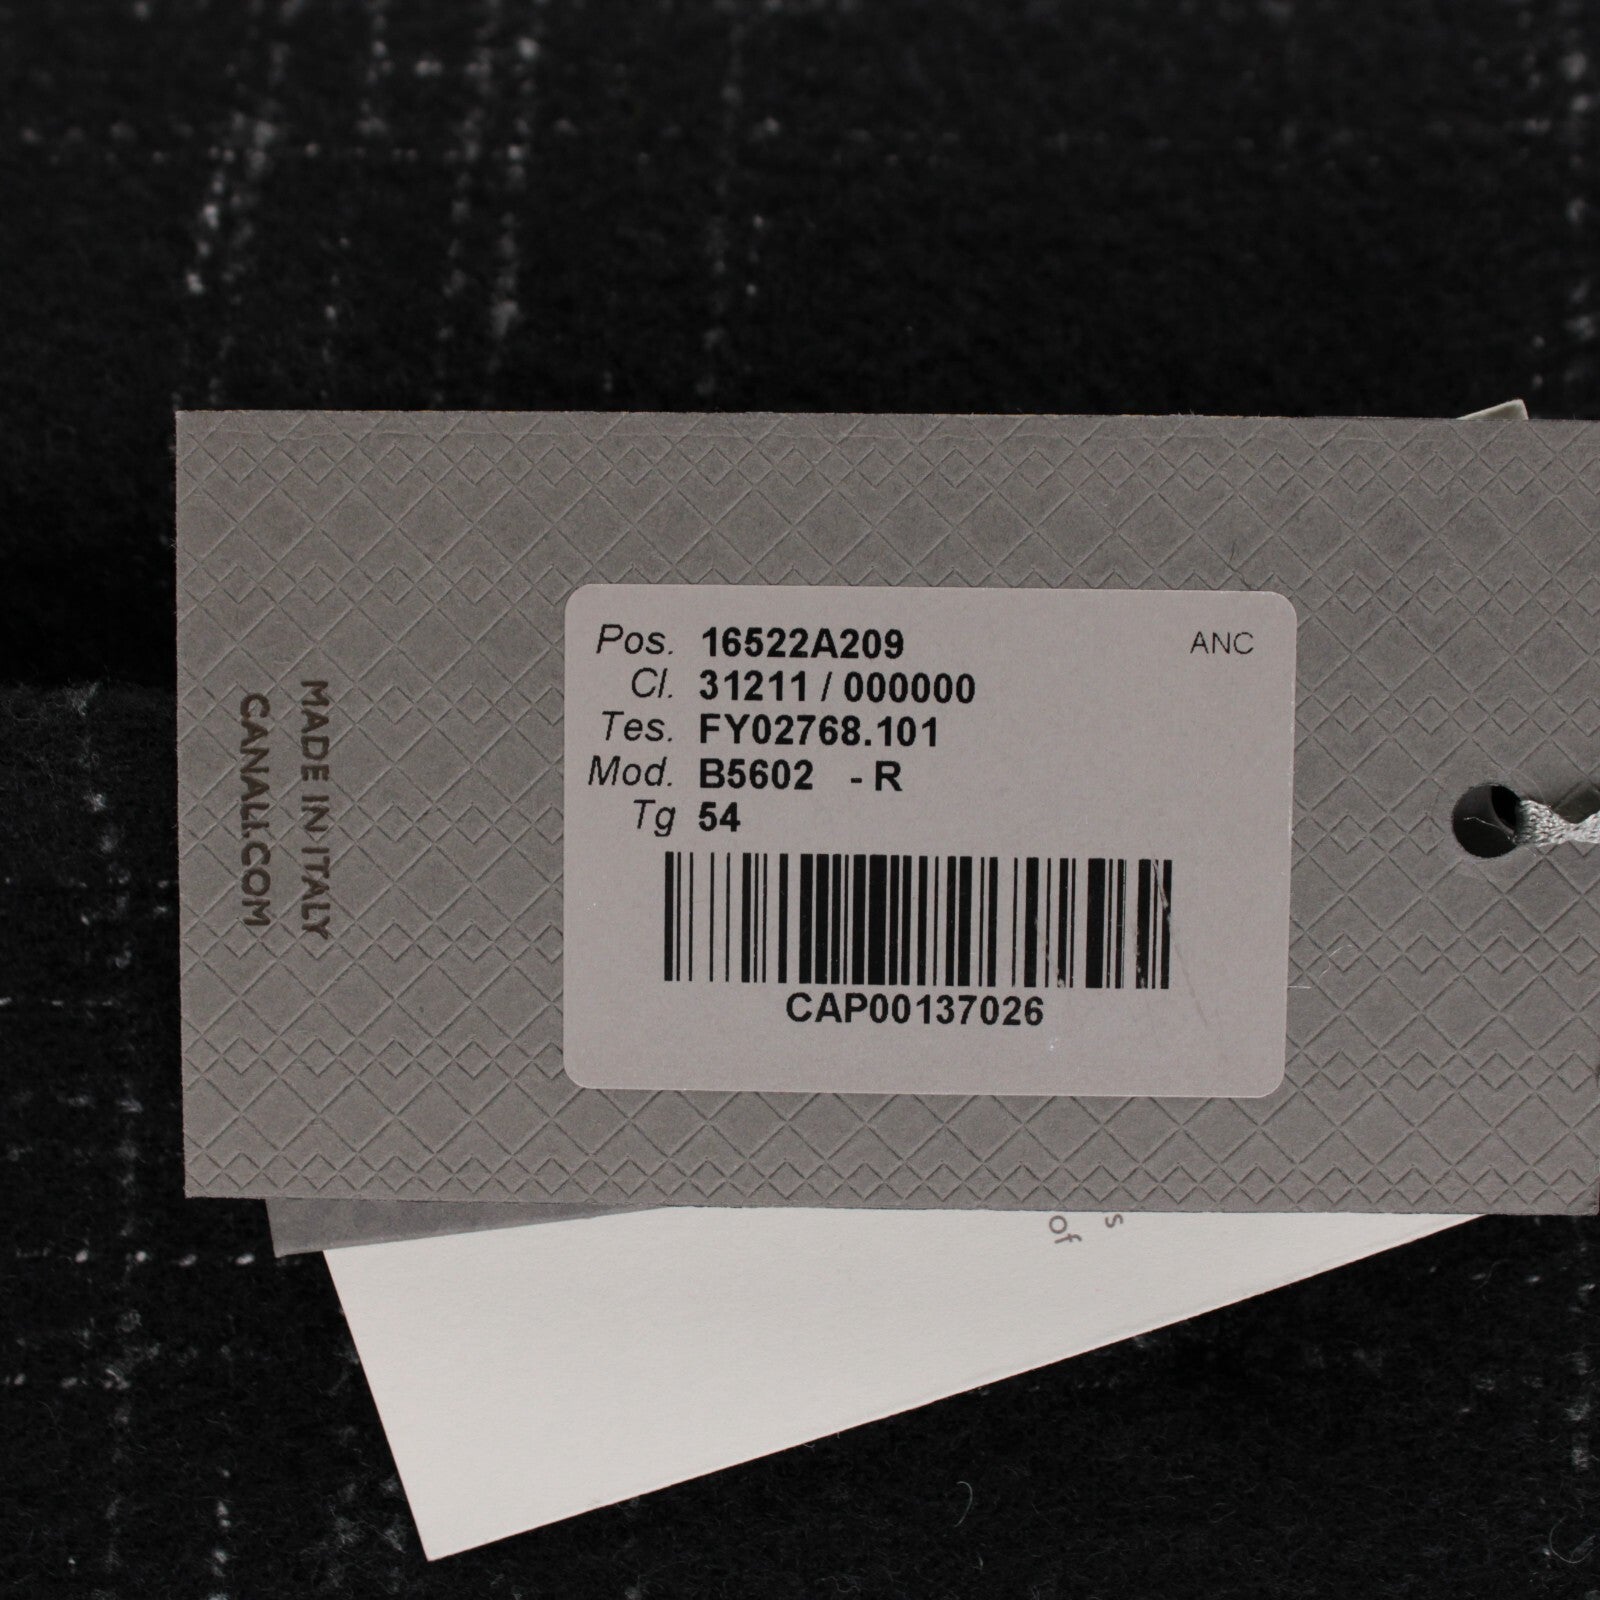 Pos. 16522A209 ANC
Cl. 31211 / 000000
Tes. FY02768.101
Mod. B5602 - R
Tg 54
CAP00137026
MADE IN ITALY
CANALI.COM
s
of